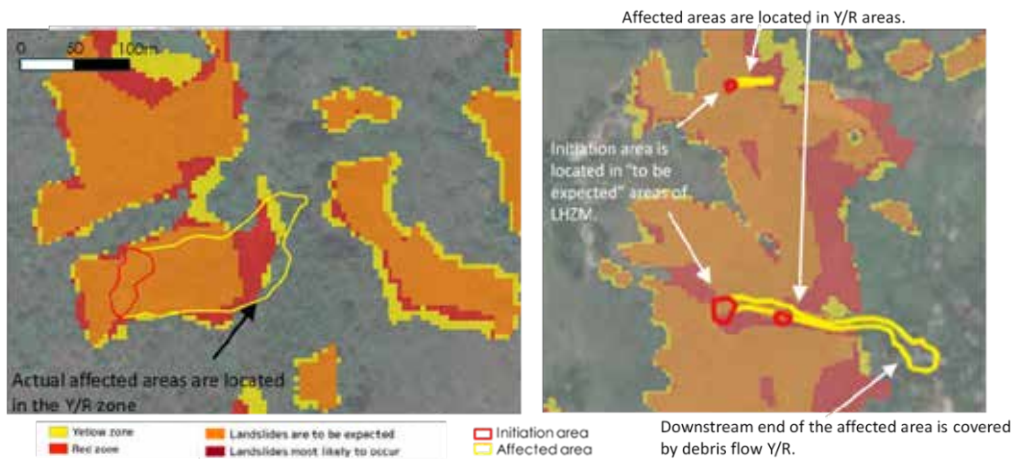 Affected areas are located in Y/R areas.
0 50 100m
Initiation area is
located in "to be
expected" areas of
LHZM.
Actual affected areas are located
in the Y/R zone
Yellow zone
Red zone
Landslides are to be expected
Landslides most likely to occur
Initiation area
Affected area
Downstream end of the affected area is covered
by debris flow Y/R.